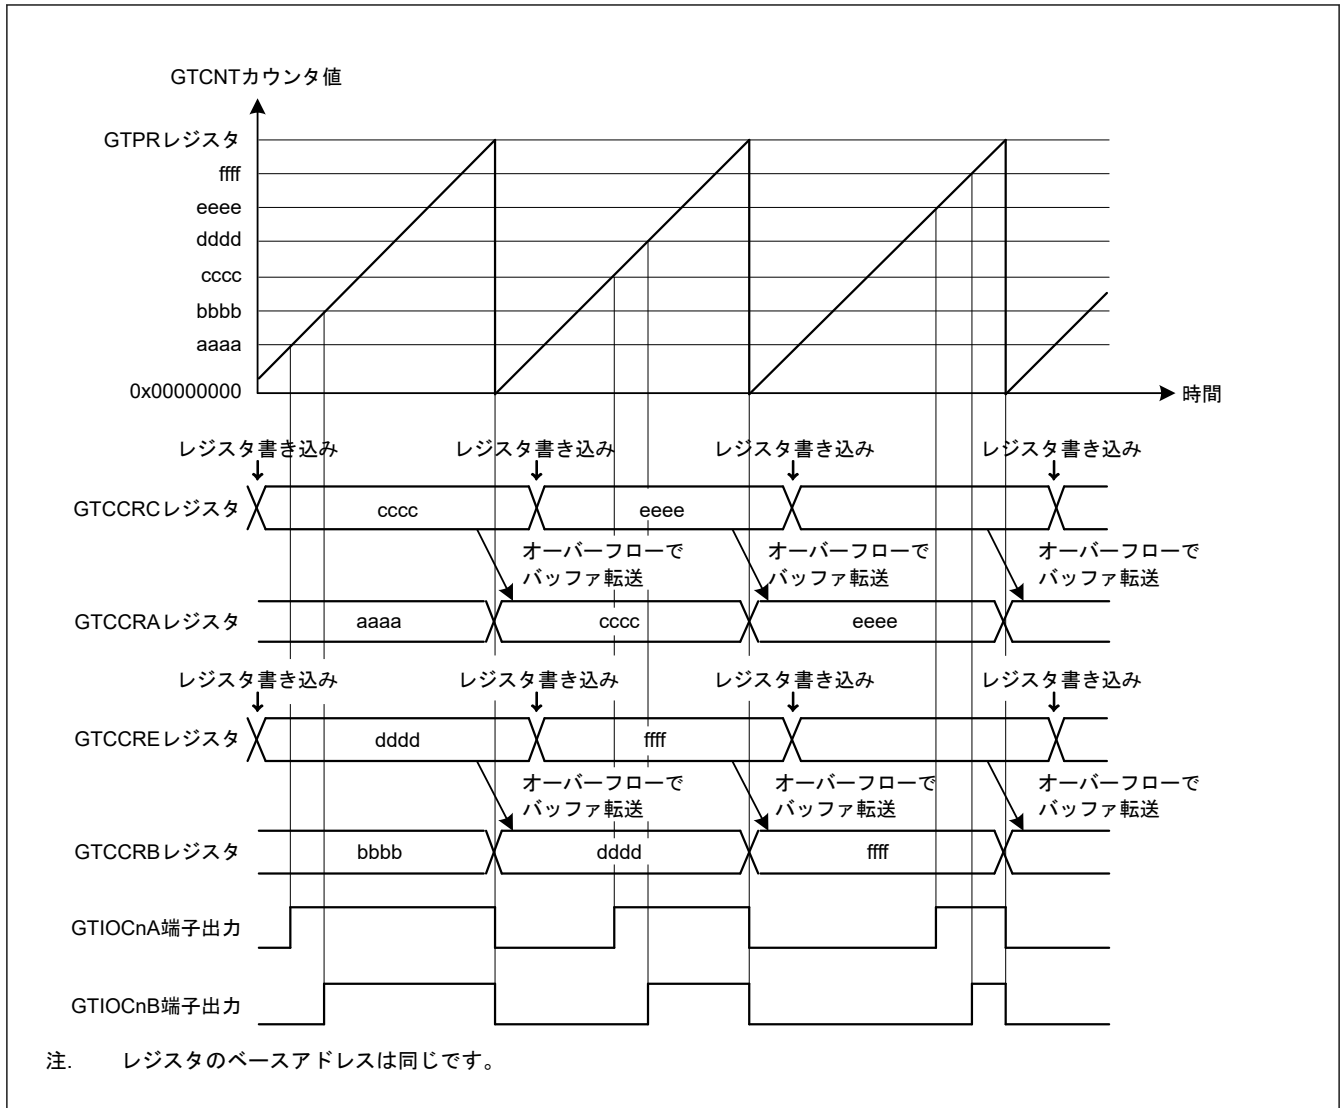 GTCNTカウンタ値
GTPRレジスタ
ffff
eeee
dddd
cccc
bbbb
aaaa
0x00000000
時間
レジスタ書き込み レジスタ書き込み レジスタ書き込み レジスタ書き込み
GTCCRCレジスタ cccc eeee
オーバーフローで オーバーフローで オーバーフローで
バッファ転送 バッファ転送 バッファ転送
GTCCRAレジスタ aaaa cccc eeee
レジスタ書き込み レジスタ書き込み レジスタ書き込み レジスタ書き込み
GTCCREレジスタ dddd ffff
オーバーフローで オーバーフローで オーバーフローで
バッファ転送 バッファ転送 バッファ転送
GTCCRBレジスタ bbbb dddd ffff
GTIOCnA端子出力
GTIOCnB端子出力
注. レジスタのベースアドレスは同じです。